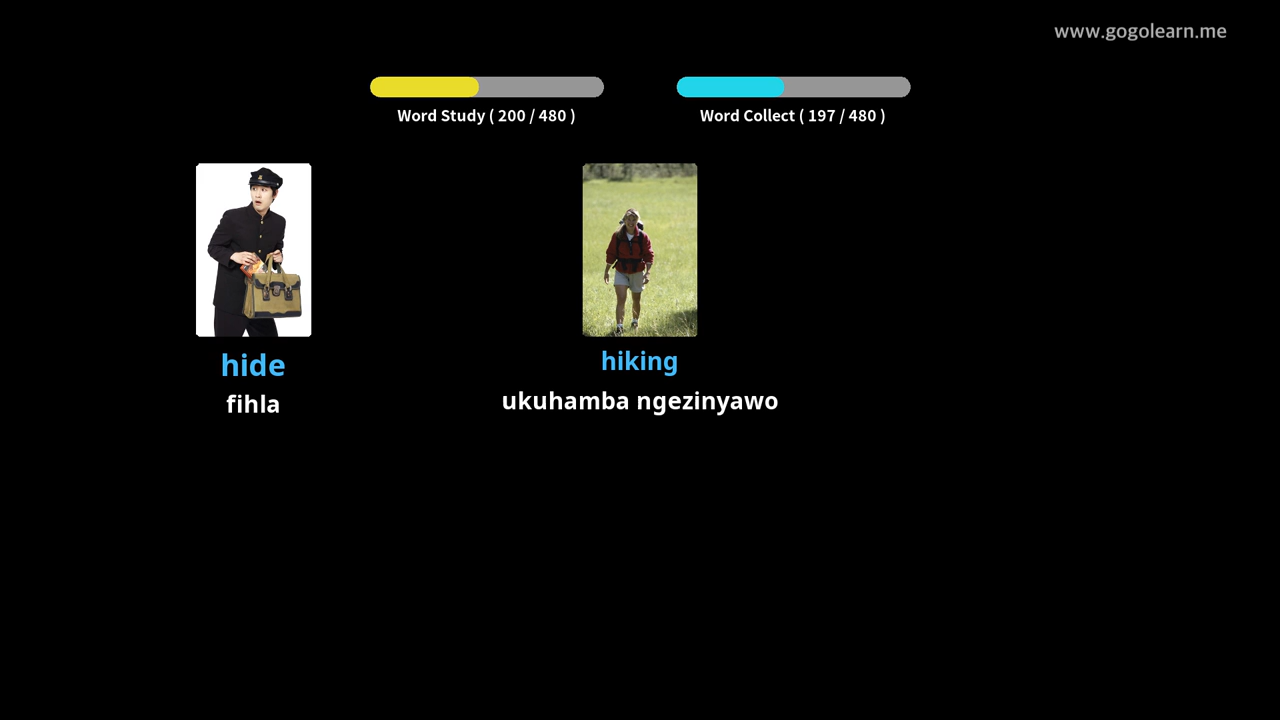 www.gogolearn.me
Word Study ( 200 / 480 )
Word Collect ( 197 / 480 )
hide
fihla
hiking
ukuhamba ngezinyawo